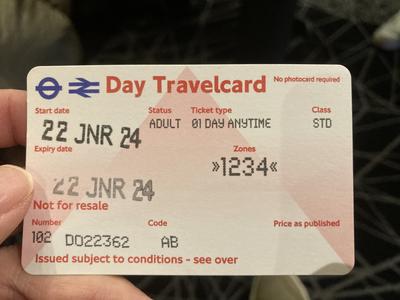 Day Travelcard No photocard required
Start date Status Ticket type Class
22 JNR 24 ADULT 01 DAY ANYTIME STD
Expiry date Zones
»1234«
22 JNR 24
Not for resale
Number Code Price as published
102 D022362 AB
Issued subject to conditions - see over